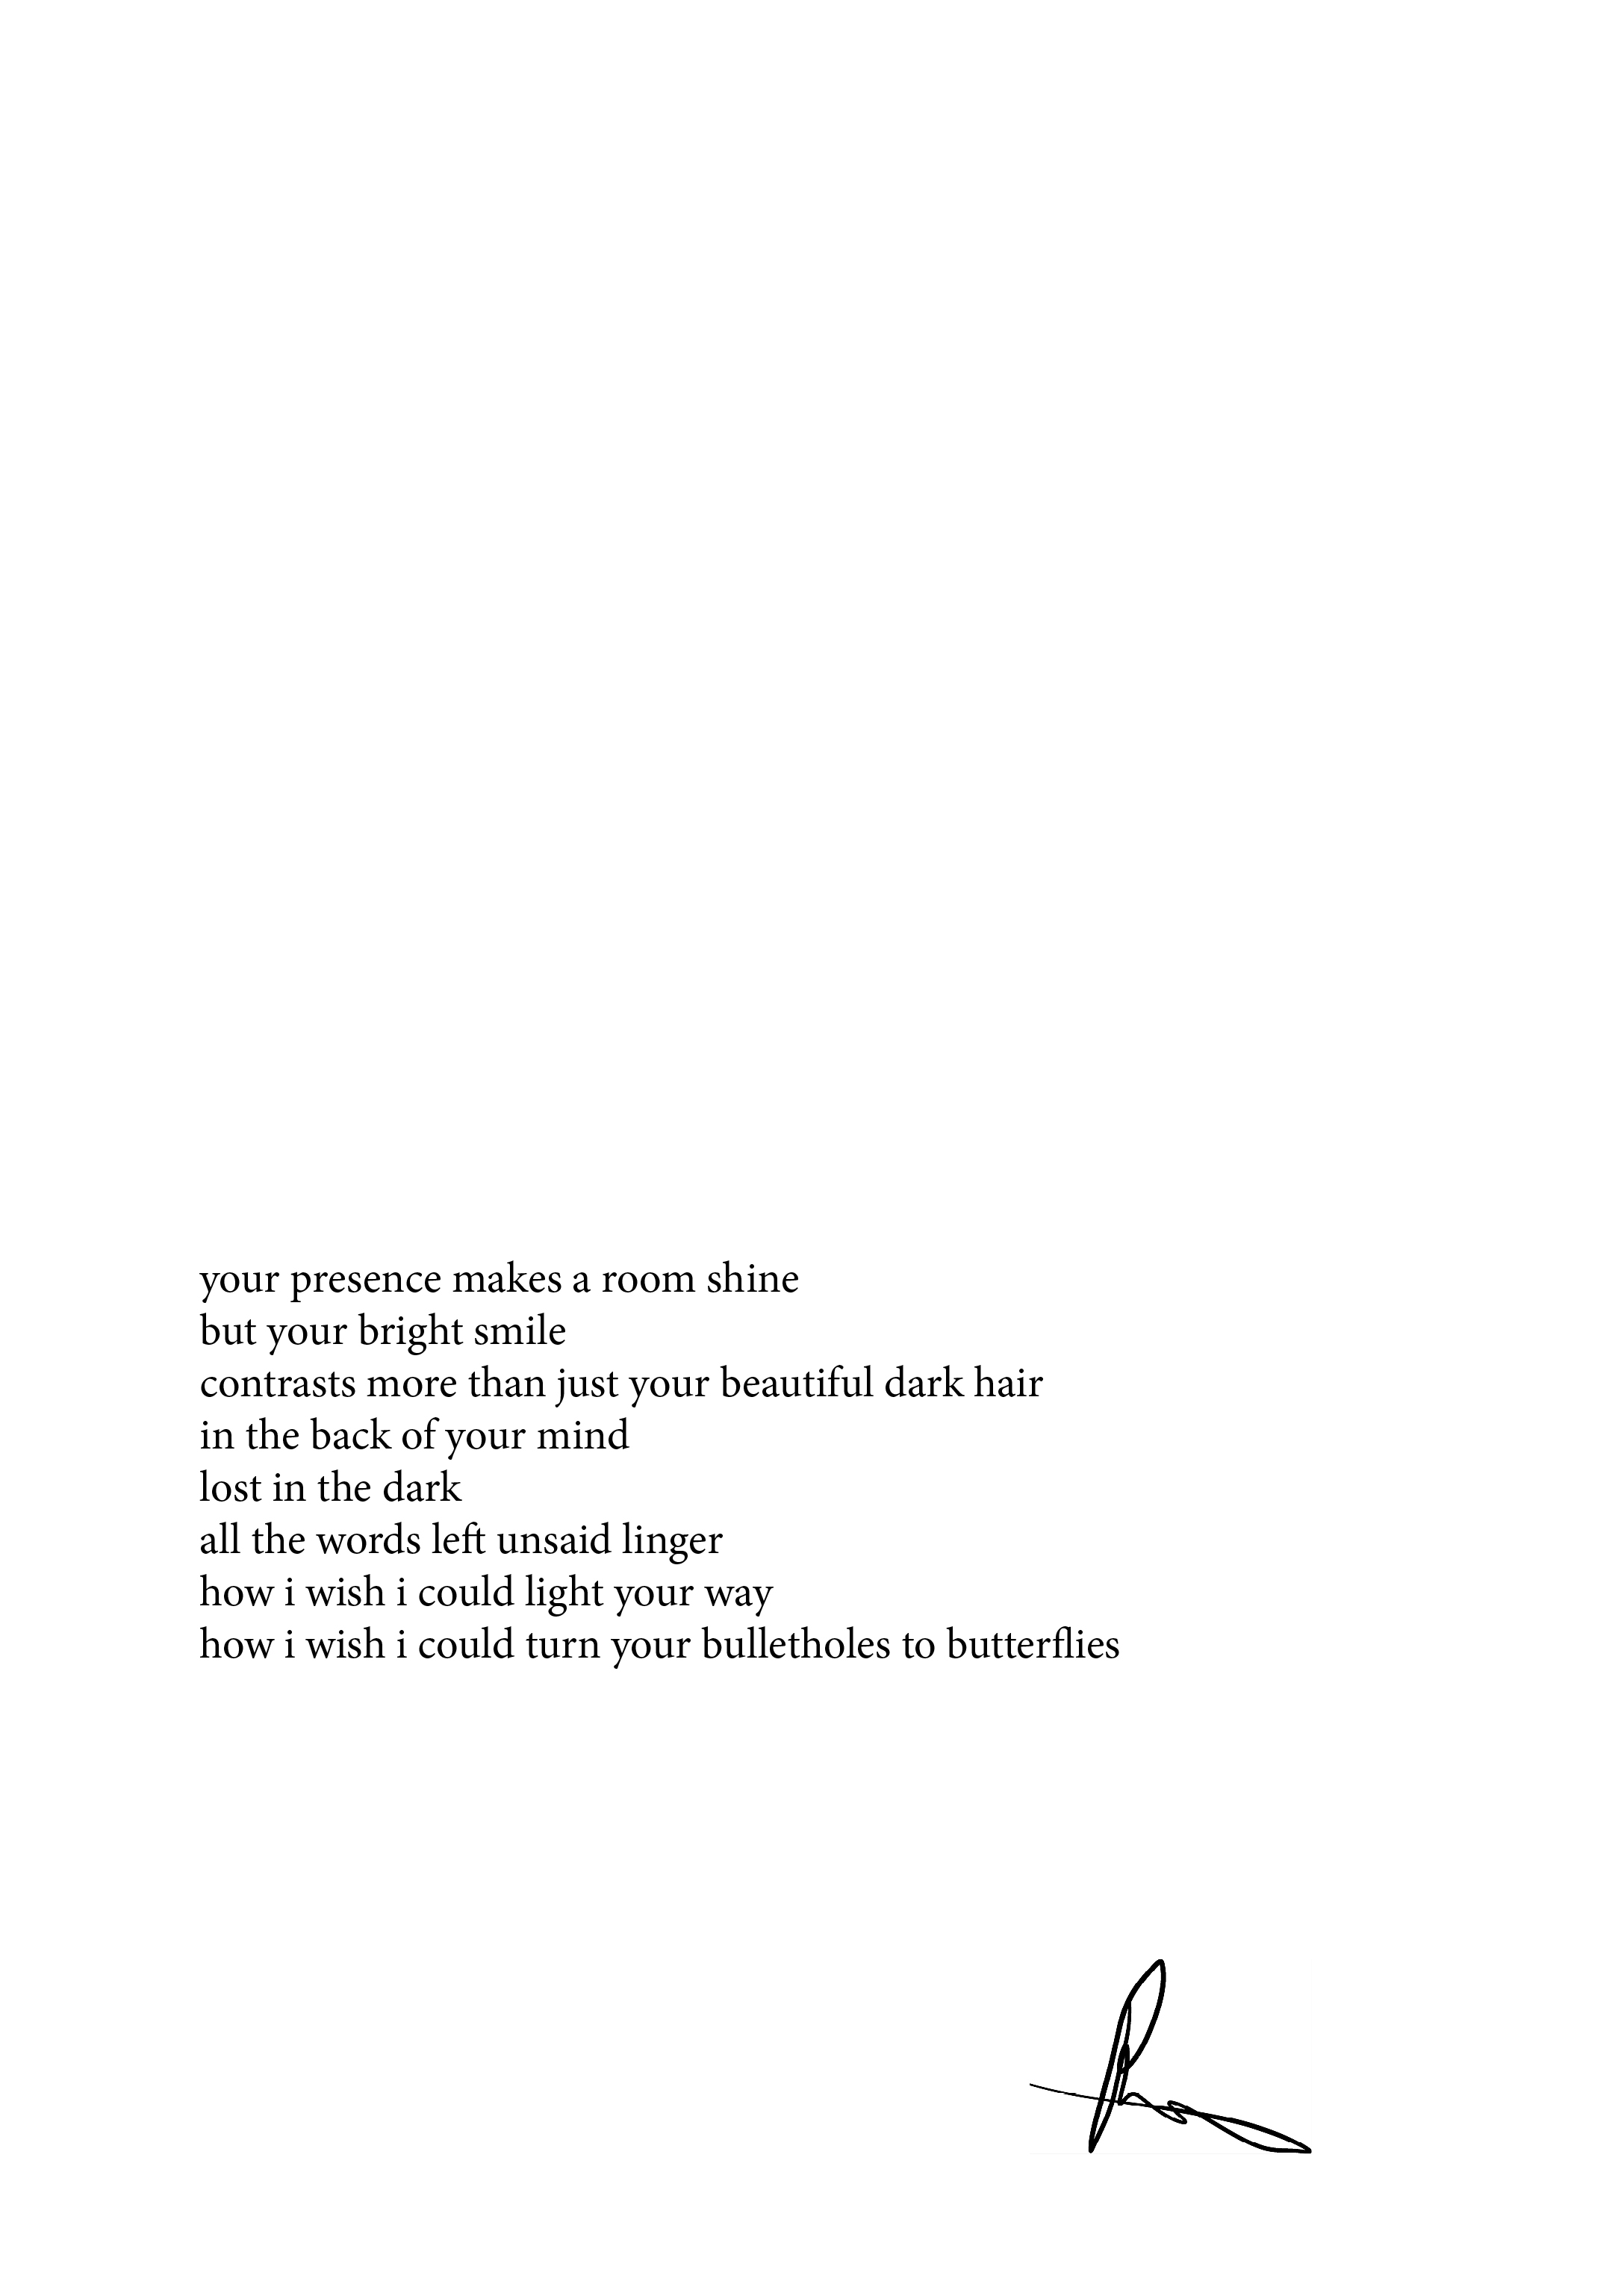 your presence makes a room shine
but your bright smile
contrasts more than just your beautiful dark hair
in the back of your mind
lost in the dark
all the words left unsaid linger
how i wish i could light your way
how i wish i could turn your bulletholes to butterflies